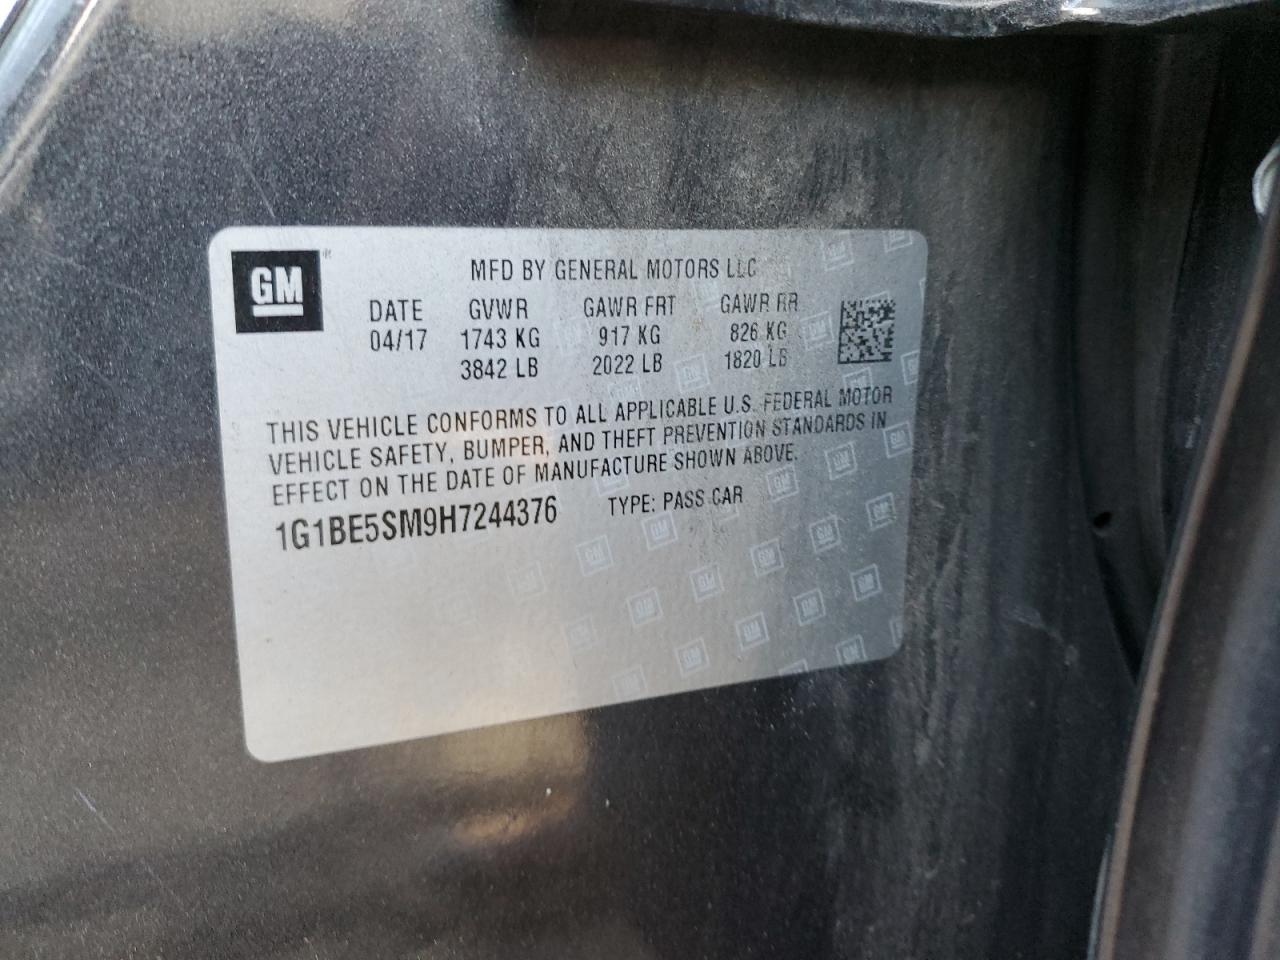 GM®
MFD BY GENERAL MOTORS LLC
DATE GVWR GAWR FRT GAWR RR
04/17 1743 KG 917 KG 826 KG
3842 LB 2022 LB 1820 LB
THIS VEHICLE CONFORMS TO ALL APPLICABLE U.S. FEDERAL MOTOR
VEHICLE SAFETY, BUMPER, AND THEFT PREVENTION STANDARDS IN
EFFECT ON THE DATE OF MANUFACTURE SHOWN ABOVE.
1G1BE5SM9H7244376 TYPE: PASS CAR